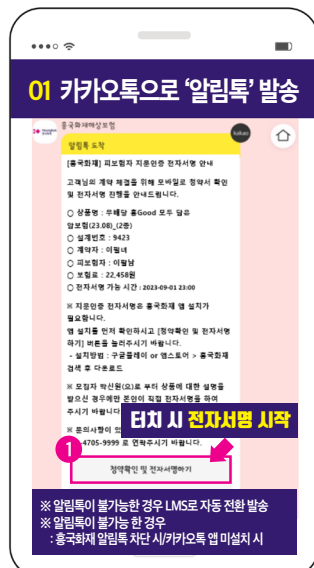 01 카카오톡으로 ‘알림톡’ 발송
흥국화재해상보험
kakao
알림톡 도착
[흥국화재] 피보험자 지문인증 전자서명 안내
고객님의 계약 체결을 위해 모바일로 청약서 확인
및 전자서명 진행을 안내드립니다.
○ 상품명 : 무배당 흥Good 모두 담은
암보험(23.08)_(2종)
○ 설계번호 : 9423
○ 계약자 : 이필녀
○ 피보험자 : 이필남
○ 보험료 : 22,458원
○ 전자서명 가능 시간 : 2023-09-01 23:00
※ 지문인증 전자서명은 흥국화재 앱 설치가
필요합니다.
앱 설치를 먼저 확인하시고 [청약확인 및 전자서명
하기] 버튼을 눌러주시기 바랍니다.
- 설치방법 : 구글플레이 or 앱스토어 > 흥국화재
검색 후 다운로드
※ 모집자 박신원(으)로 부터 상품에 대한 설명을
받으신 경우에만 본인이 직접 전자서명을 하여
주시기 바랍니다
터치 시 전자서명 시작
※ 문의사항이 있
-4705-9999 로 연락주시기 바랍니다.
1
청약확인 및 전자서명하기
※ 알림톡이 불가능한 경우 LMS로 자동 전환 발송
※ 알림톡이 불가능 한 경우
: 흥국화재 알림톡 차단 시/카카오톡 앱 미설치 시